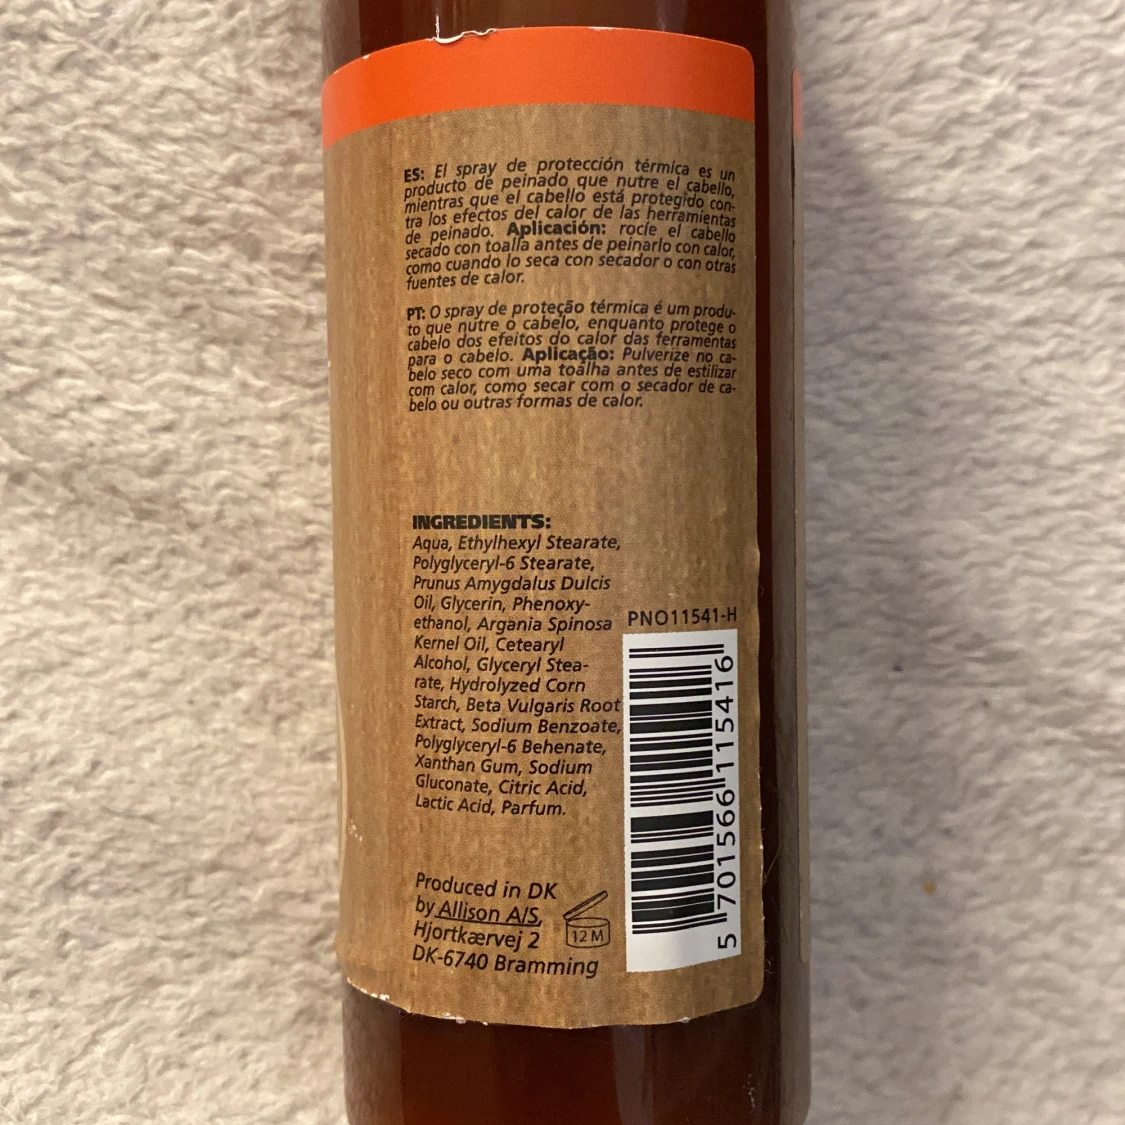 ES: El spray de protección térmica es un
producto de peinado que nutre el cabello,
mientras que el cabello está protegido con-
tra los efectos del calor de las herramientas
de peinado. Aplicación: rocíe el cabello
secado con toalla antes de peinarlo con calor,
como cuando lo seca con secador o con otras
fuentes de calor.
PT: O spray de proteção térmica é um produ-
to que nutre o cabelo, enquanto protege o
cabelo dos efeitos do calor das ferramentas
para o cabelo. Aplicação: Pulverize no ca-
belo seco com uma toalha antes de estilizar
com calor, como secar com o secador de ca-
belo ou outras formas de calor.
INGREDIENTS:
Aqua, Ethylhexyl Stearate,
Polyglyceryl-6 Stearate,
Prunus Amygdalus Dulcis
Oil, Glycerin, Phenoxy-
ethanol, Argania Spinosa
Kernel Oil, Cetearyl
Alcohol, Glyceryl Stea-
rate, Hydrolyzed Corn
Starch, Beta Vulgaris Root
Extract, Sodium Benzoate,
Polyglyceryl-6 Behenate,
Xanthan Gum, Sodium
Gluconate, Citric Acid,
Lactic Acid, Parfum.
PNO11541-H
5 701566 115416
Produced in DK
by Allison A/S,
Hjortkærvej 2
DK-6740 Bramming
12 M